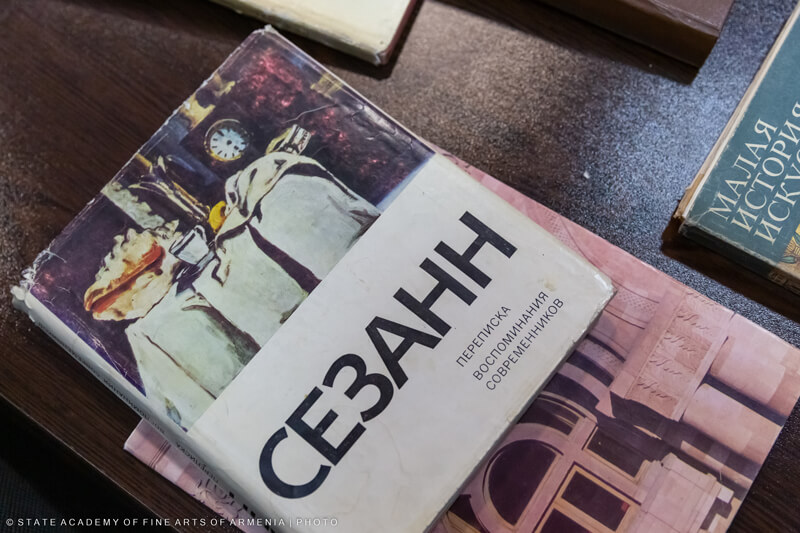 СЕЗАНН
ПЕРЕПИСКА
ВОСПОМИНАНИЯ
СОВРЕМЕННИКОВ
МАЛАЯ
ИСТОРИЯ
© STATE ACADEMY OF FINE ARTS OF ARMENIA | PHOTO